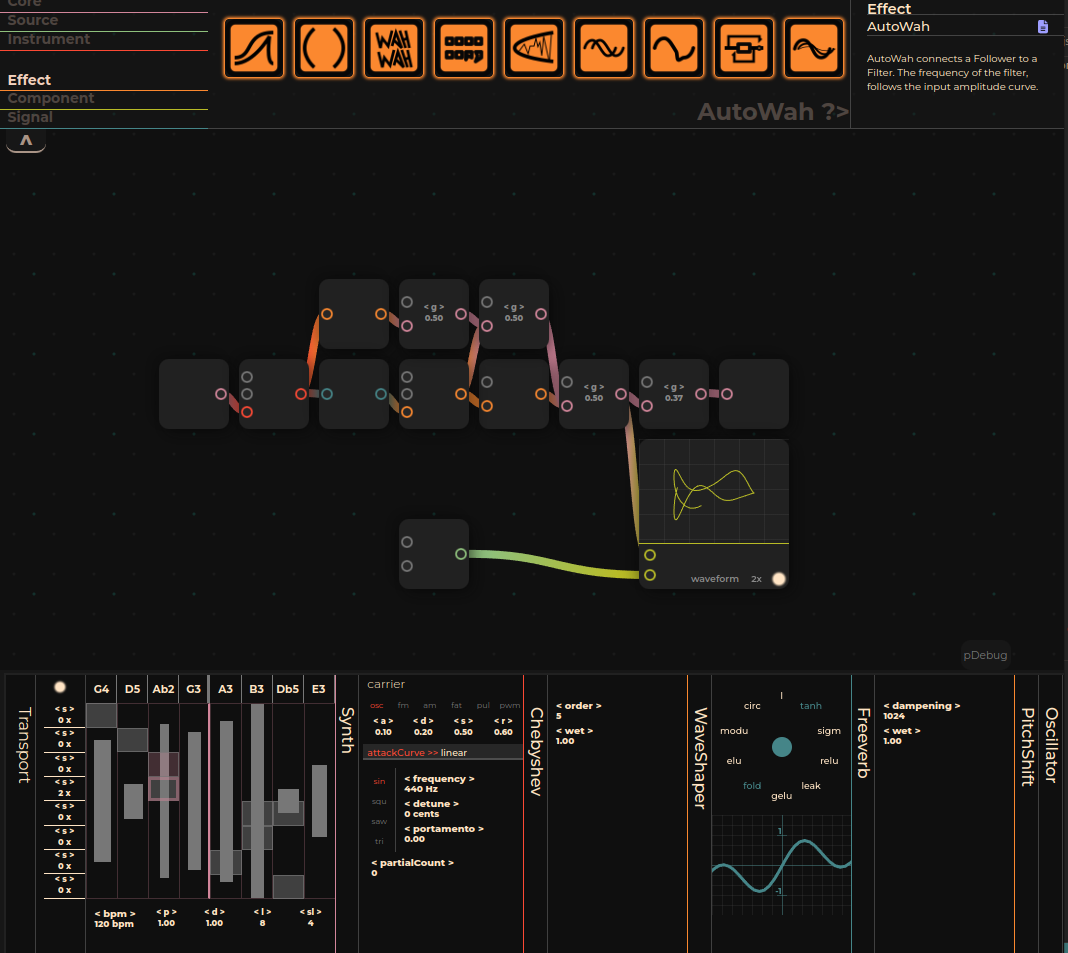 Core
Source
Instrument
Effect
Component
Signal
WAH
WAH
AutoWah ?>
Effect
AutoWah
AutoWah connects a Follower to a
Filter. The frequency of the filter,
follows the input amplitude curve.
^
< g >
0.50
< g >
0.50
< g >
0.50
< g >
0.37
waveform 2x
pDebug
Transport
< s >
0 x
< s >
0 x
< s >
0 x
< s >
2 x
< s >
0 x
< s >
0 x
< s >
0 x
< s >
0 x
G4 D5 Ab2 G3 A3 B3 Db5 E3
< bpm > < p > < d > < l > < sl >
120 bpm 1.00 1.00 8 4
Synth
carrier
osc fm am fat pul pwm
< a > < d > < s > < r >
0.10 0.20 0.50 0.60
attackCurve >> linear
sin
squ
saw
tri
< frequency >
440 Hz
< detune >
0 cents
< portamento >
0.00
< partialCount >
0
Chebyshev
< order >
5
< wet >
1.00
WaveShaper
l
circ tanh
modu sigm
elu relu
fold leak
gelu
1
-1
Freeverb
< dampening >
1024
< wet >
1.00
PitchShift
Oscillator